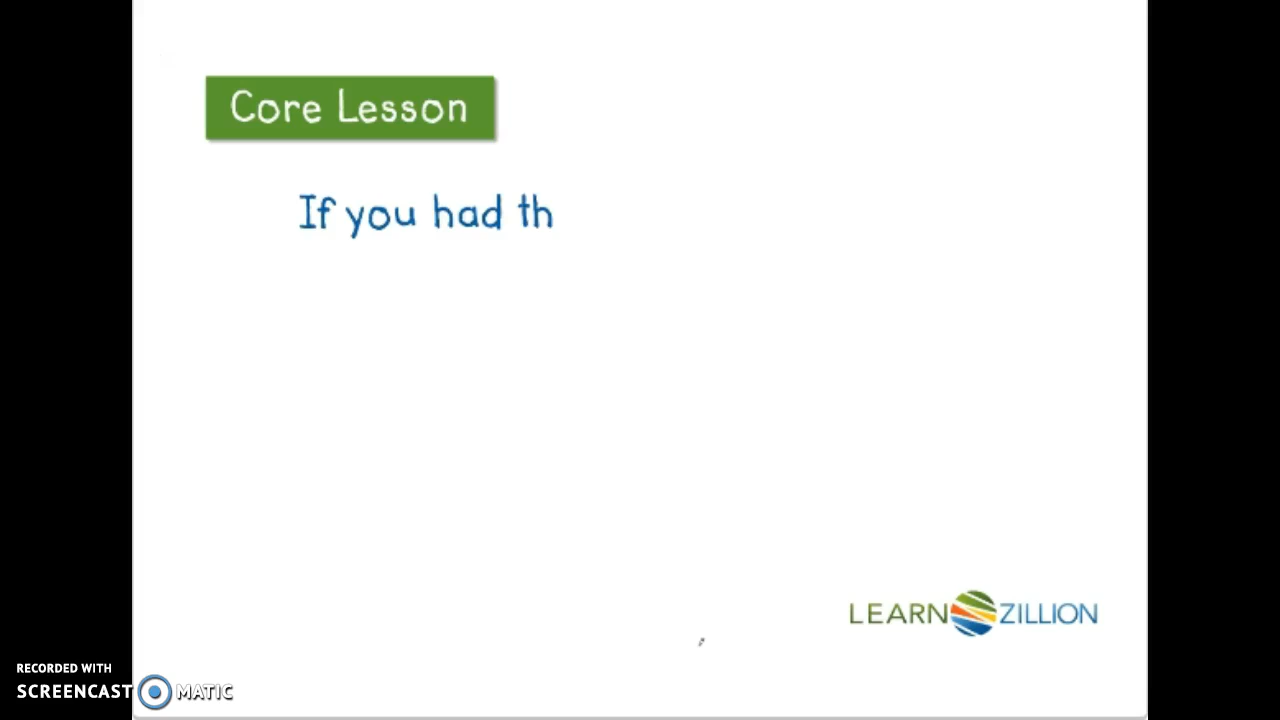 Core Lesson
If you had th
LEARN ZILLION
RECORDED WITH
SCREENCAST MATIC